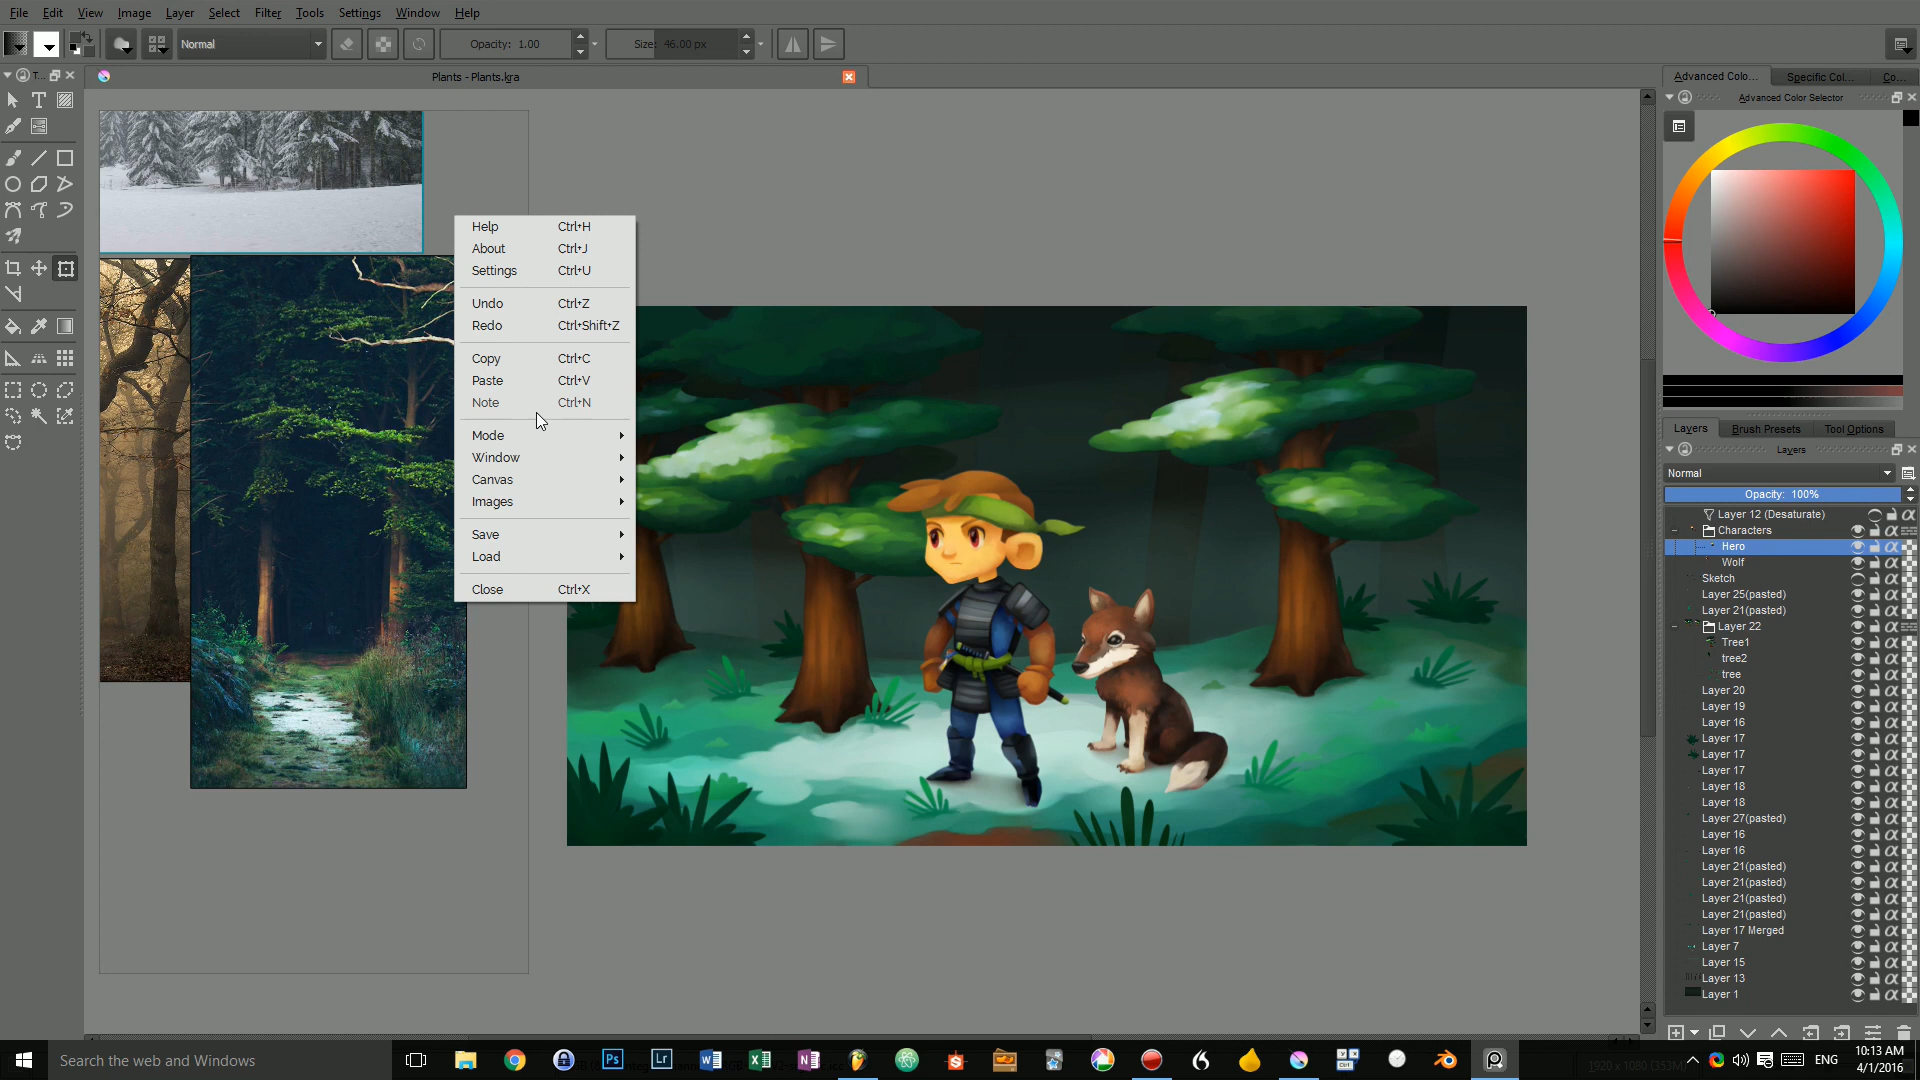 File Edit View Image Layer Select Filter Tools Settings Window Help
Normal Opacity: 1.00 Size: 46.00 px
T...
Plants - Plants.kra
Advanced Colo... Specific Col... Co...
Advanced Color Selector
Help Ctrl+H
About Ctrl+J
Settings Ctrl+U
Undo Ctrl+Z
Redo Ctrl+Shift+Z
Copy Ctrl+C
Paste Ctrl+V
Note Ctrl+N
Mode
Window
Canvas
Images
Save
Load
Close Ctrl+X
Layers Brush Presets Tool Options
Layers
Normal
Opacity: 100%
Layer 12 (Desaturate)
Characters
Hero
Wolf
Sketch
Layer 25(pasted)
Layer 21(pasted)
Layer 22
Tree1
tree2
tree
Layer 20
Layer 19
Layer 16
Layer 17
Layer 17
Layer 17
Layer 18
Layer 18
Layer 27(pasted)
Layer 16
Layer 16
Layer 21(pasted)
Layer 21(pasted)
Layer 21(pasted)
Layer 21(pasted)
Layer 17 Merged
Layer 7
Layer 15
Layer 13
Layer 1
Search the web and Windows
Ps
Lr
1920 x 1080 (353M)
ENG
10:13 AM
4/1/2016